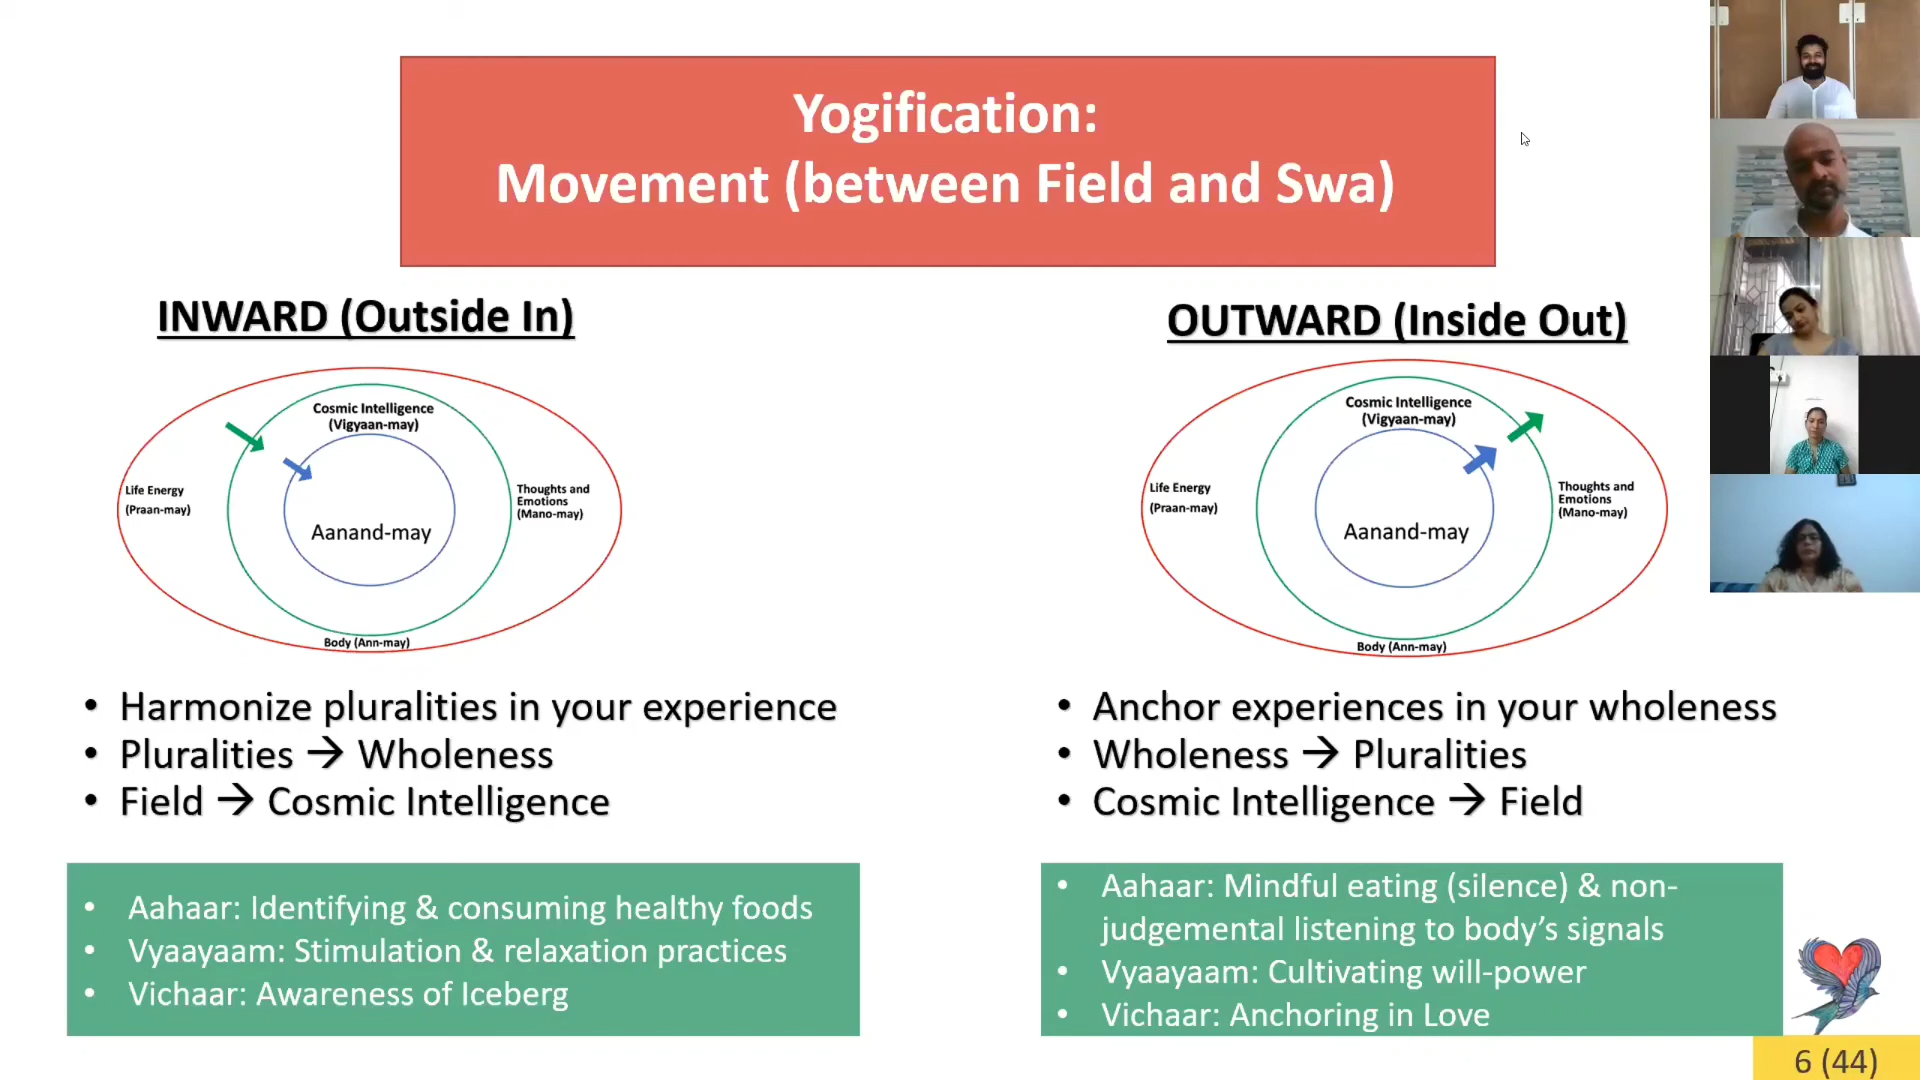 Yogification:
Movement (between Field and Swa)
INWARD (Outside In)
Cosmic Intelligence
(Vigyaan-may)
Life Energy
(Praan-may)
Thoughts and
Emotions
(Mano-may)
Aanand-may
Body (Ann-may)
• Harmonize pluralities in your experience
• Pluralities → Wholeness
• Field → Cosmic Intelligence
• Aahaar: Identifying & consuming healthy foods
• Vyaayaam: Stimulation & relaxation practices
• Vichaar: Awareness of Iceberg
OUTWARD (Inside Out)
Cosmic Intelligence
(Vigyaan-may)
Life Energy
(Praan-may)
Thoughts and
Emotions
(Mano-may)
Aanand-may
Body (Ann-may)
• Anchor experiences in your wholeness
• Wholeness → Pluralities
• Cosmic Intelligence → Field
• Aahaar: Mindful eating (silence) & non-
judgemental listening to body’s signals
• Vyaayaam: Cultivating will-power
• Vichaar: Anchoring in Love
6 (44)